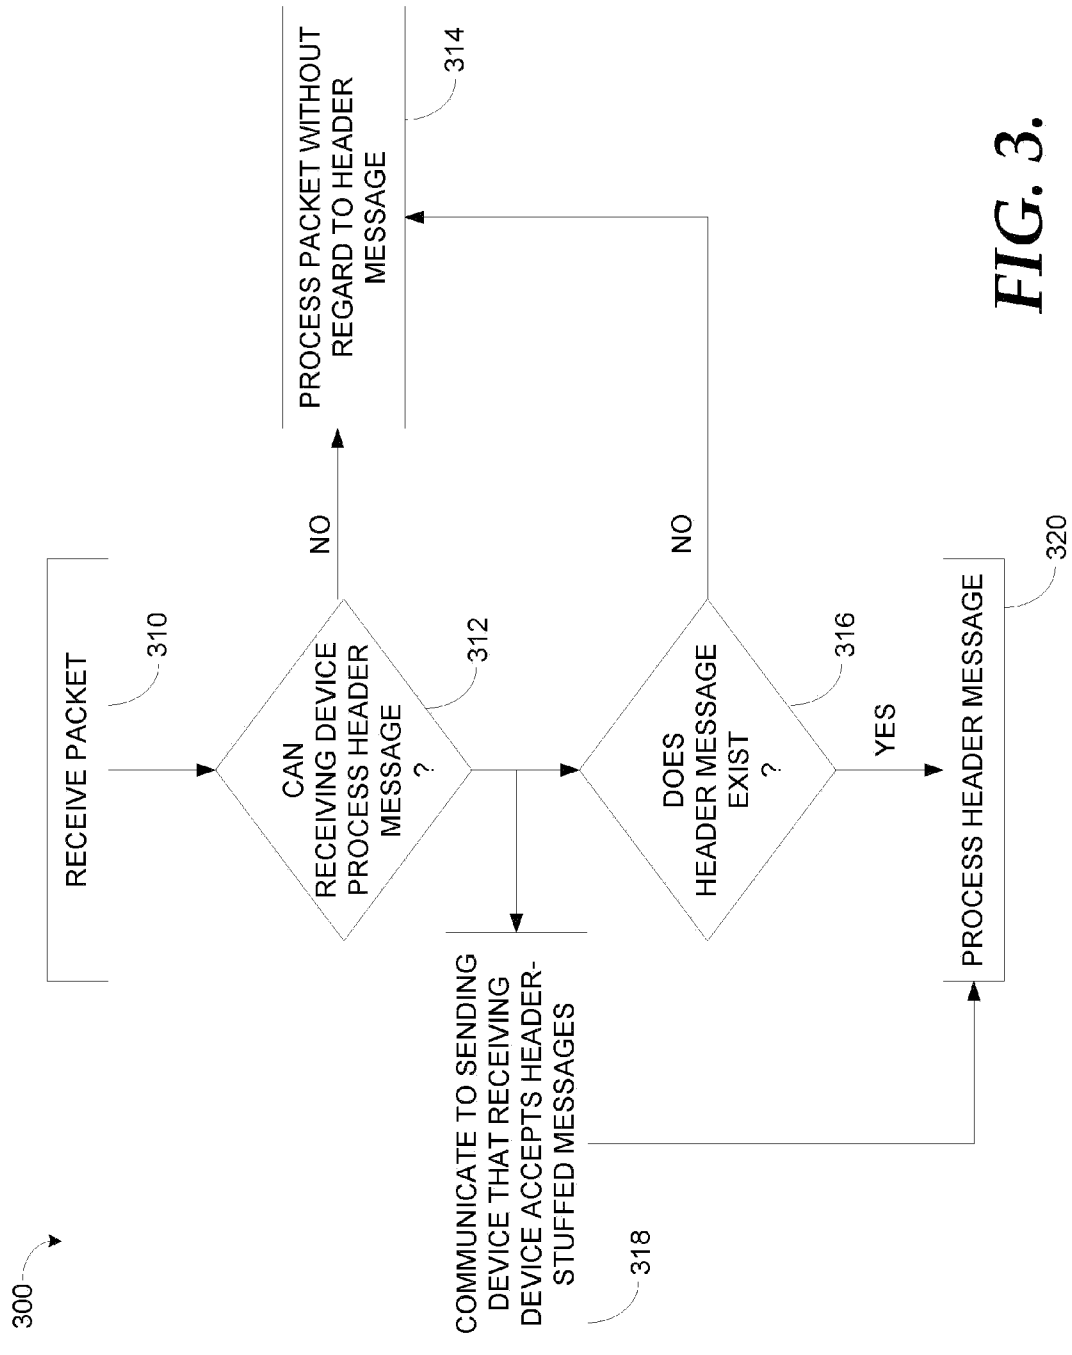 300
RECEIVE PACKET
310
CAN
RECEIVING DEVICE
PROCESS HEADER
MESSAGE
?
312
NO
PROCESS PACKET WITHOUT
REGARD TO HEADER
MESSAGE
314
COMMUNICATE TO SENDING
DEVICE THAT RECEIVING
DEVICE ACCEPTS HEADER-
STUFFED MESSAGES
318
DOES
HEADER MESSAGE
EXIST
?
316
NO
YES
PROCESS HEADER MESSAGE
320
FIG. 3.